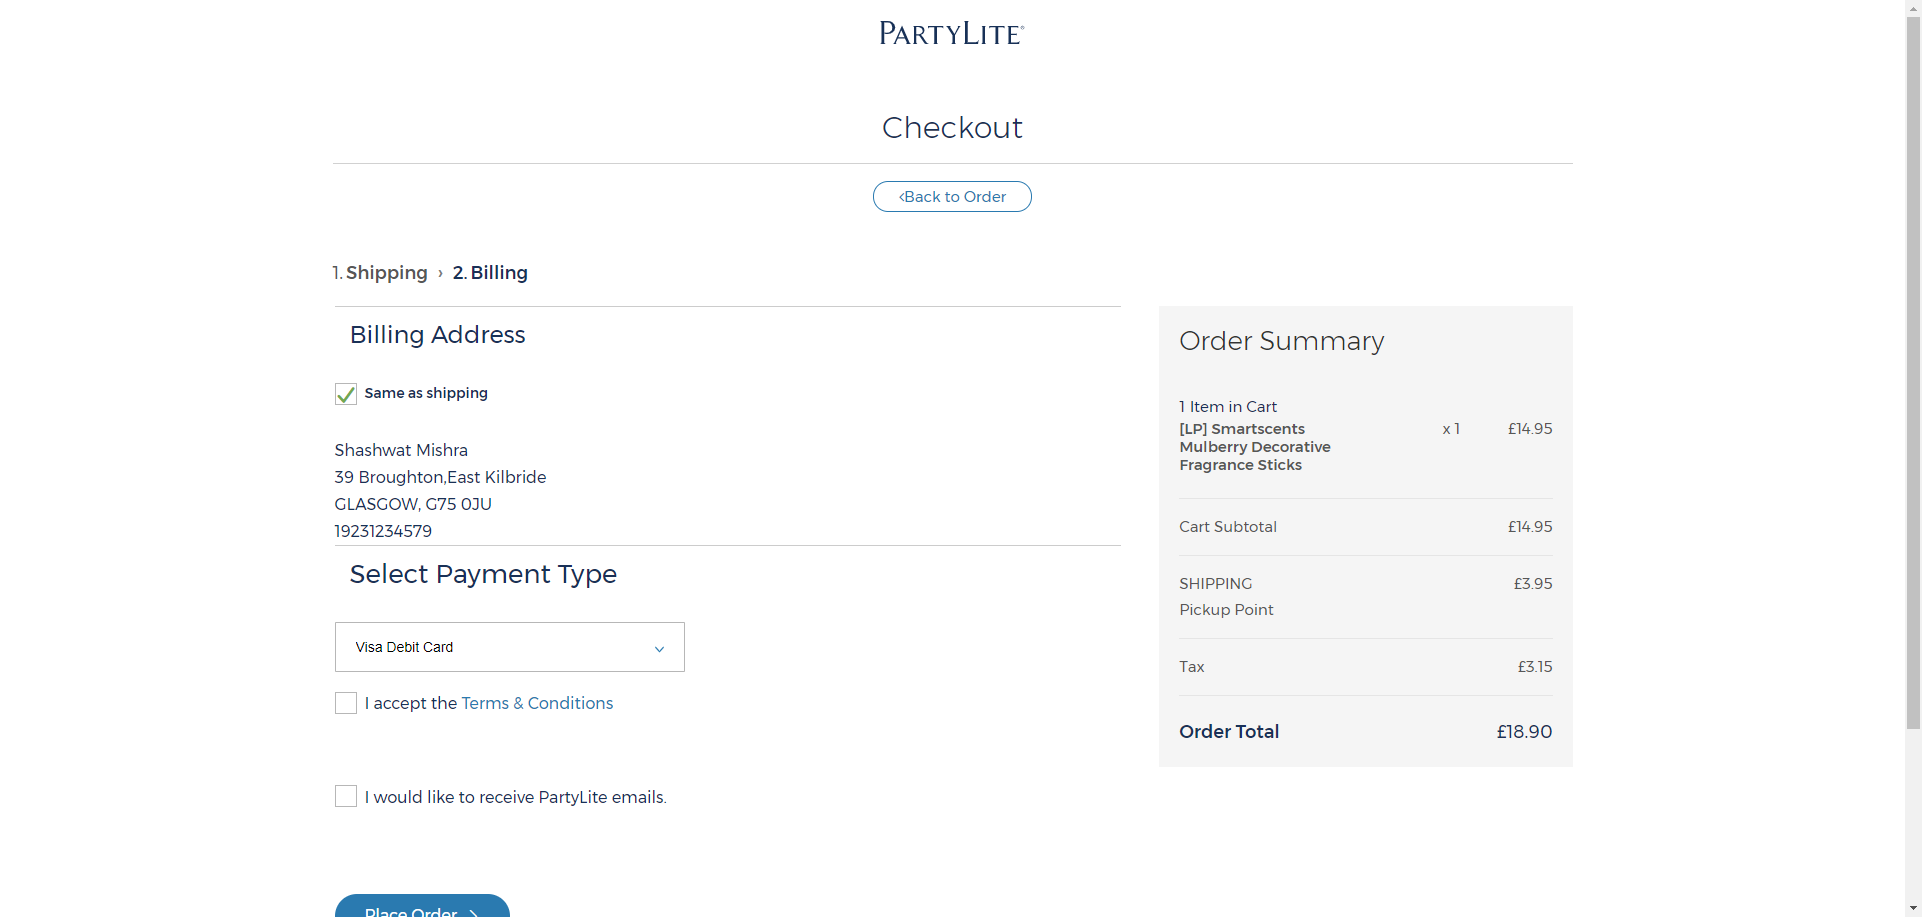 PARTYLITE®
Checkout
‹Back to Order
1. Shipping › 2. Billing
Billing Address
Same as shipping
Shashwat Mishra
39 Broughton,East Kilbride
GLASGOW, G75 0JU
19231234579
Select Payment Type
Visa Debit Card
I accept the Terms & Conditions
I would like to receive PartyLite emails.
Place Order
Order Summary
1 Item in Cart
[LP] Smartscents x 1 £14.95
Mulberry Decorative
Fragrance Sticks
Cart Subtotal £14.95
SHIPPING £3.95
Pickup Point
Tax £3.15
Order Total £18.90